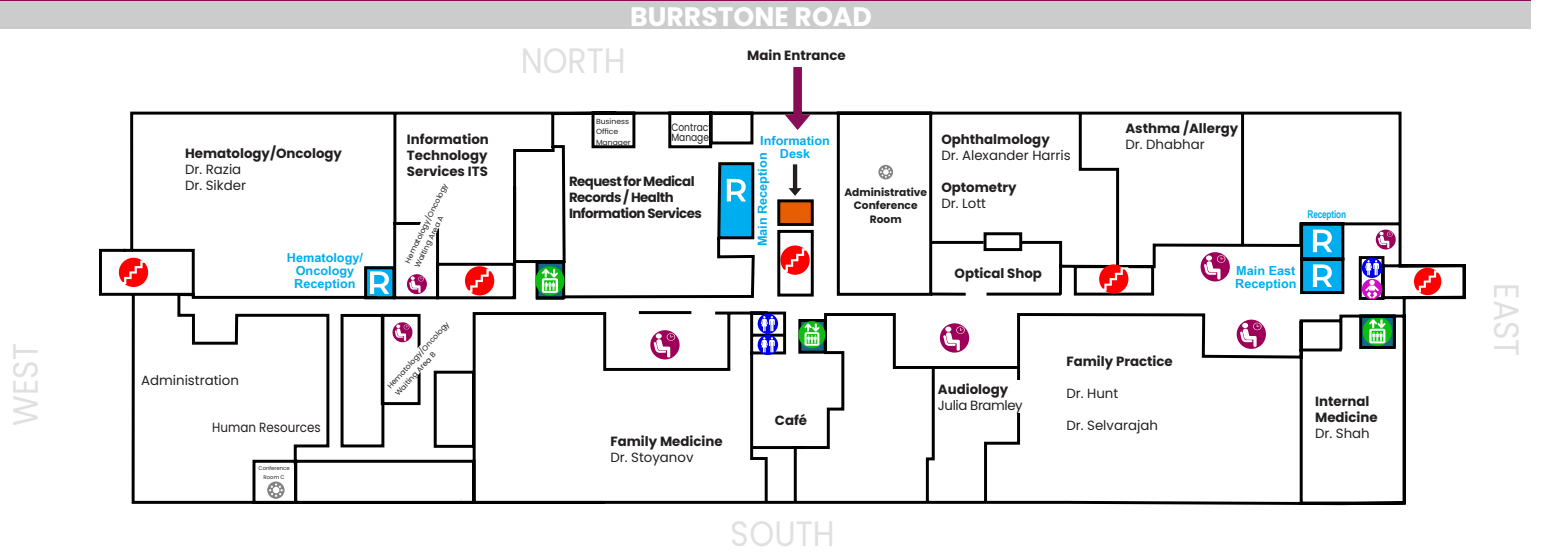 BURRSTONE ROAD
NORTH
Main Entrance
Hematology/Oncology
Dr. Razia
Dr. Sikder
Hematology/
Oncology
Reception
R
Information
Technology
Services ITS
Hematology/Oncology
Waiting Area A
Business
Office
Manager
Contrac
Manage
Request for Medical
Records / Health
Information Services
R
Main Reception
Information
Desk
Administrative
Conference
Room
Ophthalmology
Dr. Alexander Harris
Optometry
Dr. Lott
Optical Shop
Asthma /Allergy
Dr. Dhabhar
Reception
R
Main East
Reception
R
WEST
EAST
Administration
Human Resources
Conference
Room C
Hematology/Oncology
Waiting Area B
Family Medicine
Dr. Stoyanov
Café
Audiology
Julia Bramley
Family Practice
Dr. Hunt
Dr. Selvarajah
Internal
Medicine
Dr. Shah
SOUTH